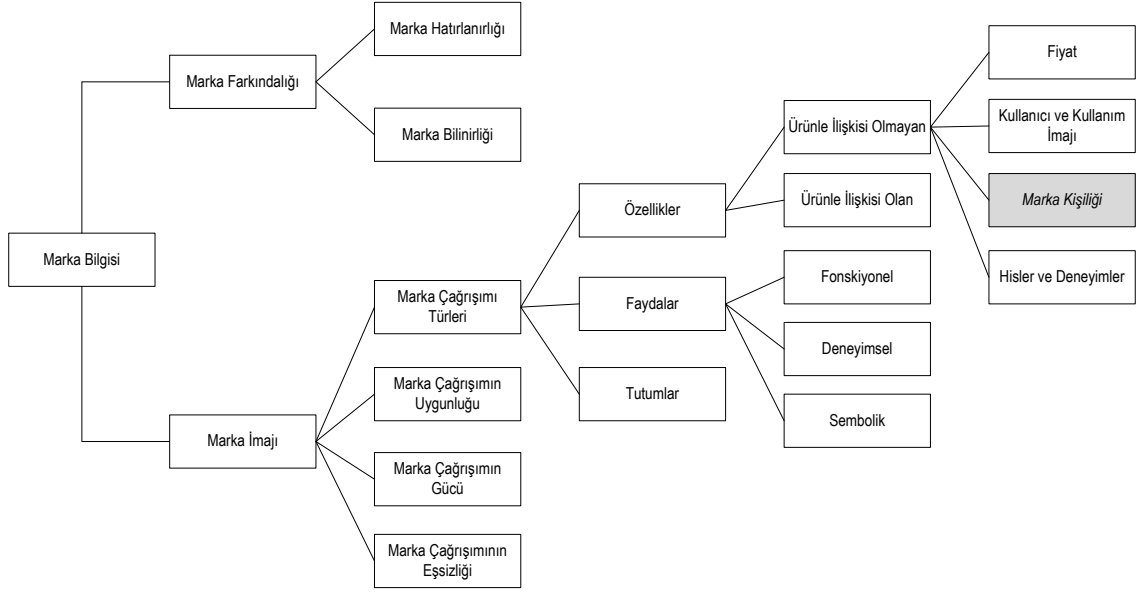 Marka Bilgisi
Marka Farkındalığı
Marka Hatırlanırlığı
Marka Bilinirliği
Marka İmajı
Marka Çağrışımı
Türleri
Marka Çağrışımın
Uygunluğu
Marka Çağrışımın
Gücü
Marka Çağrışımının
Eşsizliği
Özellikler
Faydalar
Tutumlar
Ürünle İlişkisi Olmayan
Ürünle İlişkisi Olan
Fonskiyonel
Deneyimsel
Sembolik
Fiyat
Kullanıcı ve Kullanım
İmajı
Marka Kişiliği
Hisler ve Deneyimler